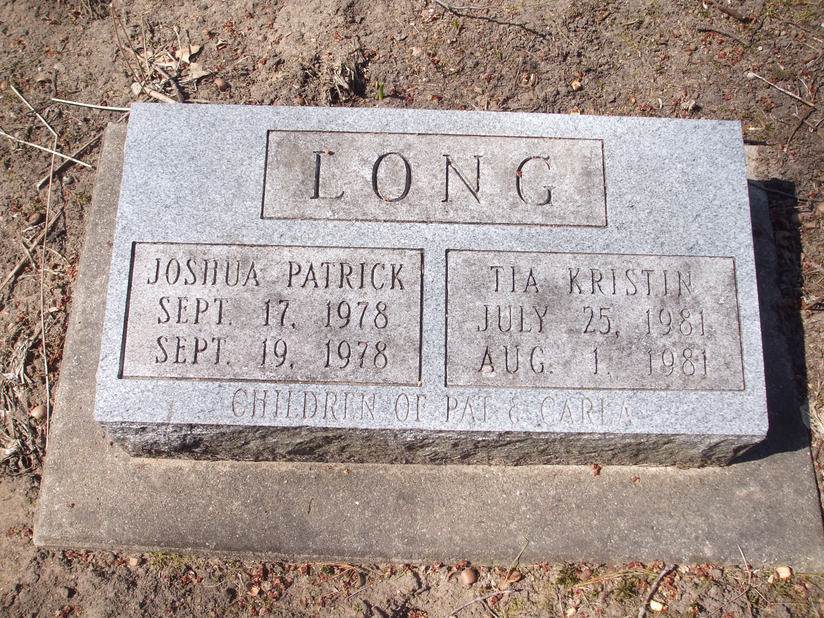 LONG
JOSHUA PATRICK
SEPT. 17, 1978
SEPT. 19, 1978
TIA KRISTIN
JULY 25, 1981
AUG. 1, 1981
CHILDREN OF PAT & CARLA